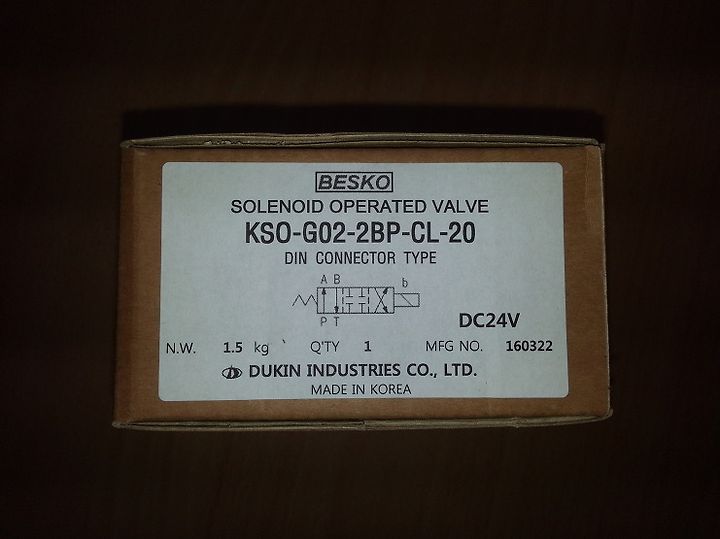 BESKO
SOLENOID OPERATED VALVE
KSO-G02-2BP-CL-20
DIN CONNECTOR TYPE
A B b
P T
DC24V
N.W. 1.5 kg Q'TY 1 MFG NO. 160322
DUKIN INDUSTRIES CO., LTD.
MADE IN KOREA